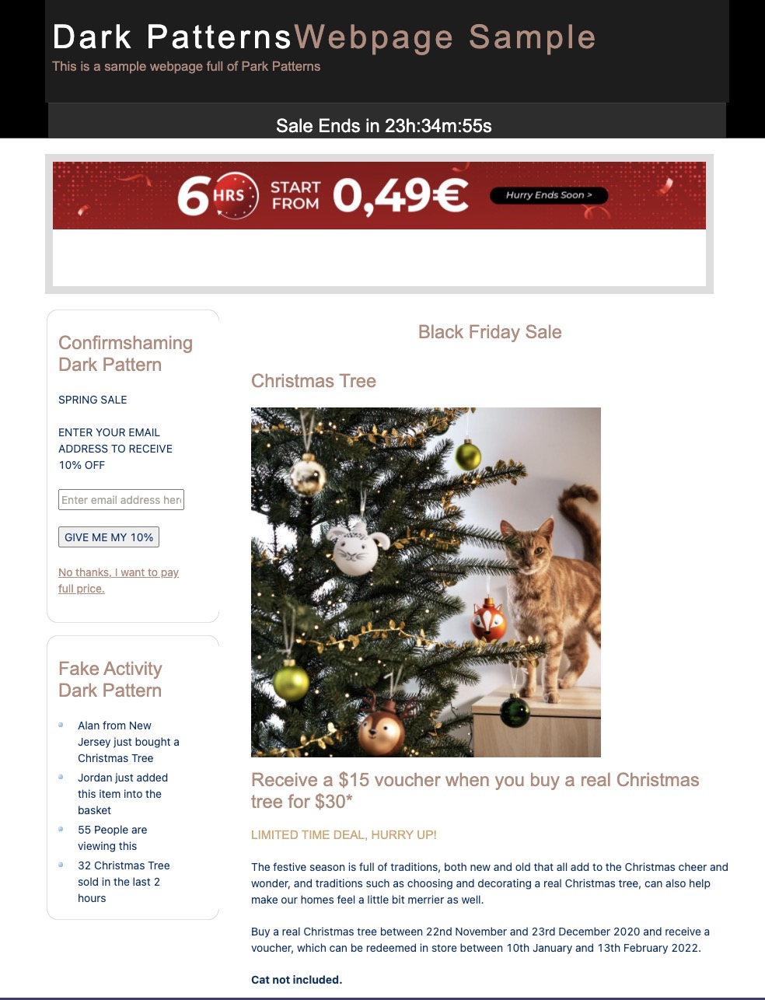 Dark PatternsWebpage Sample
This is a sample webpage full of Park Patterns
Sale Ends in 23h:34m:55s
6 HRS START FROM 0,49€ Hurry Ends Soon >
Confirmshaming
Dark Pattern
SPRING SALE
ENTER YOUR EMAIL
ADDRESS TO RECEIVE
10% OFF
Enter email address here
GIVE ME MY 10%
No thanks, I want to pay
full price.
Fake Activity
Dark Pattern
Alan from New
Jersey just bought a
Christmas Tree
Jordan just added
this item into the
basket
55 People are
viewing this
32 Christmas Tree
sold in the last 2
hours
Black Friday Sale
Christmas Tree
Receive a $15 voucher when you buy a real Christmas
tree for $30*
LIMITED TIME DEAL, HURRY UP!
The festive season is full of traditions, both new and old that all add to the Christmas cheer and
wonder, and traditions such as choosing and decorating a real Christmas tree, can also help
make our homes feel a little bit merrier as well.
Buy a real Christmas tree between 22nd November and 23rd December 2020 and receive a
voucher, which can be redeemed in store between 10th January and 13th February 2022.
Cat not included.